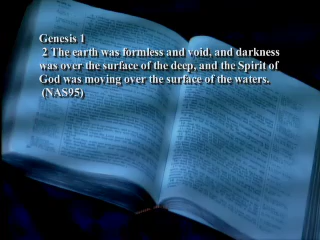 Genesis 1
2 The earth was formless and void, and darkness
was over the surface of the deep, and the Spirit of
God was moving over the surface of the waters.
(NAS95)